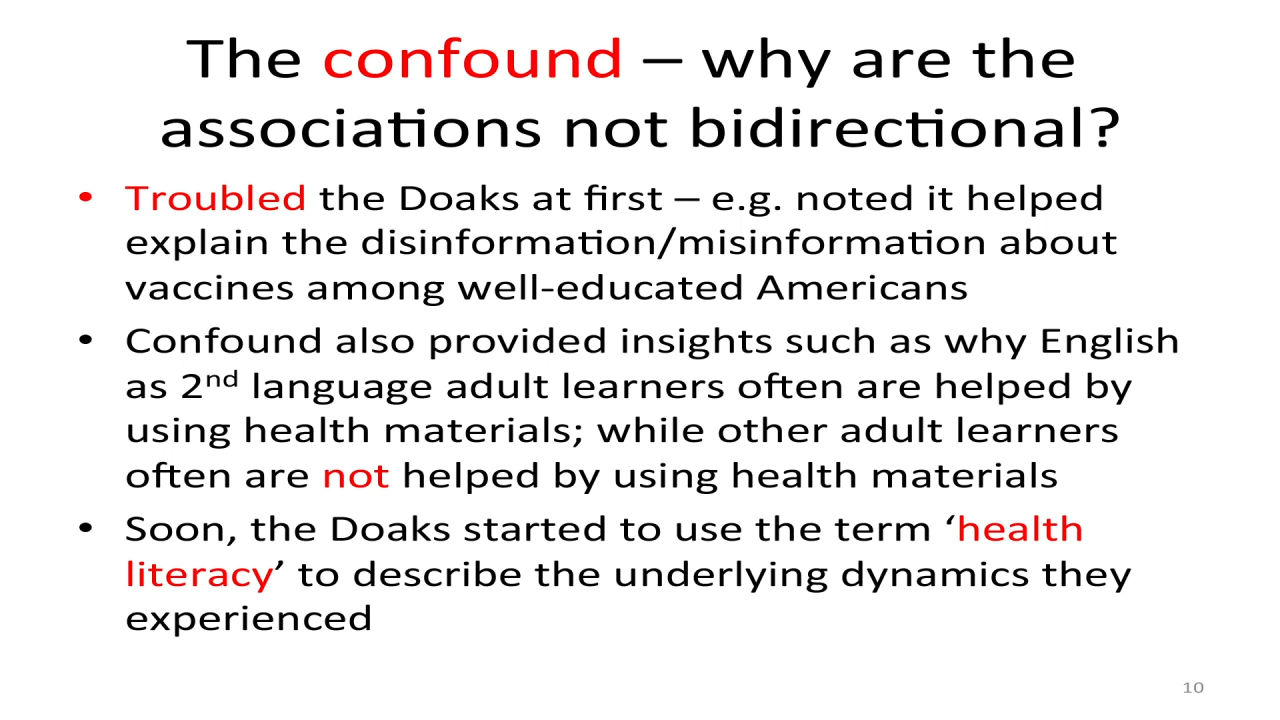 The confound – why are the
associations not bidirectional?
• Troubled the Doaks at first – e.g. noted it helped
explain the disinformation/misinformation about
vaccines among well-educated Americans
• Confound also provided insights such as why English
as 2nd language adult learners often are helped by
using health materials; while other adult learners
often are not helped by using health materials
• Soon, the Doaks started to use the term ‘health
literacy’ to describe the underlying dynamics they
experienced
10